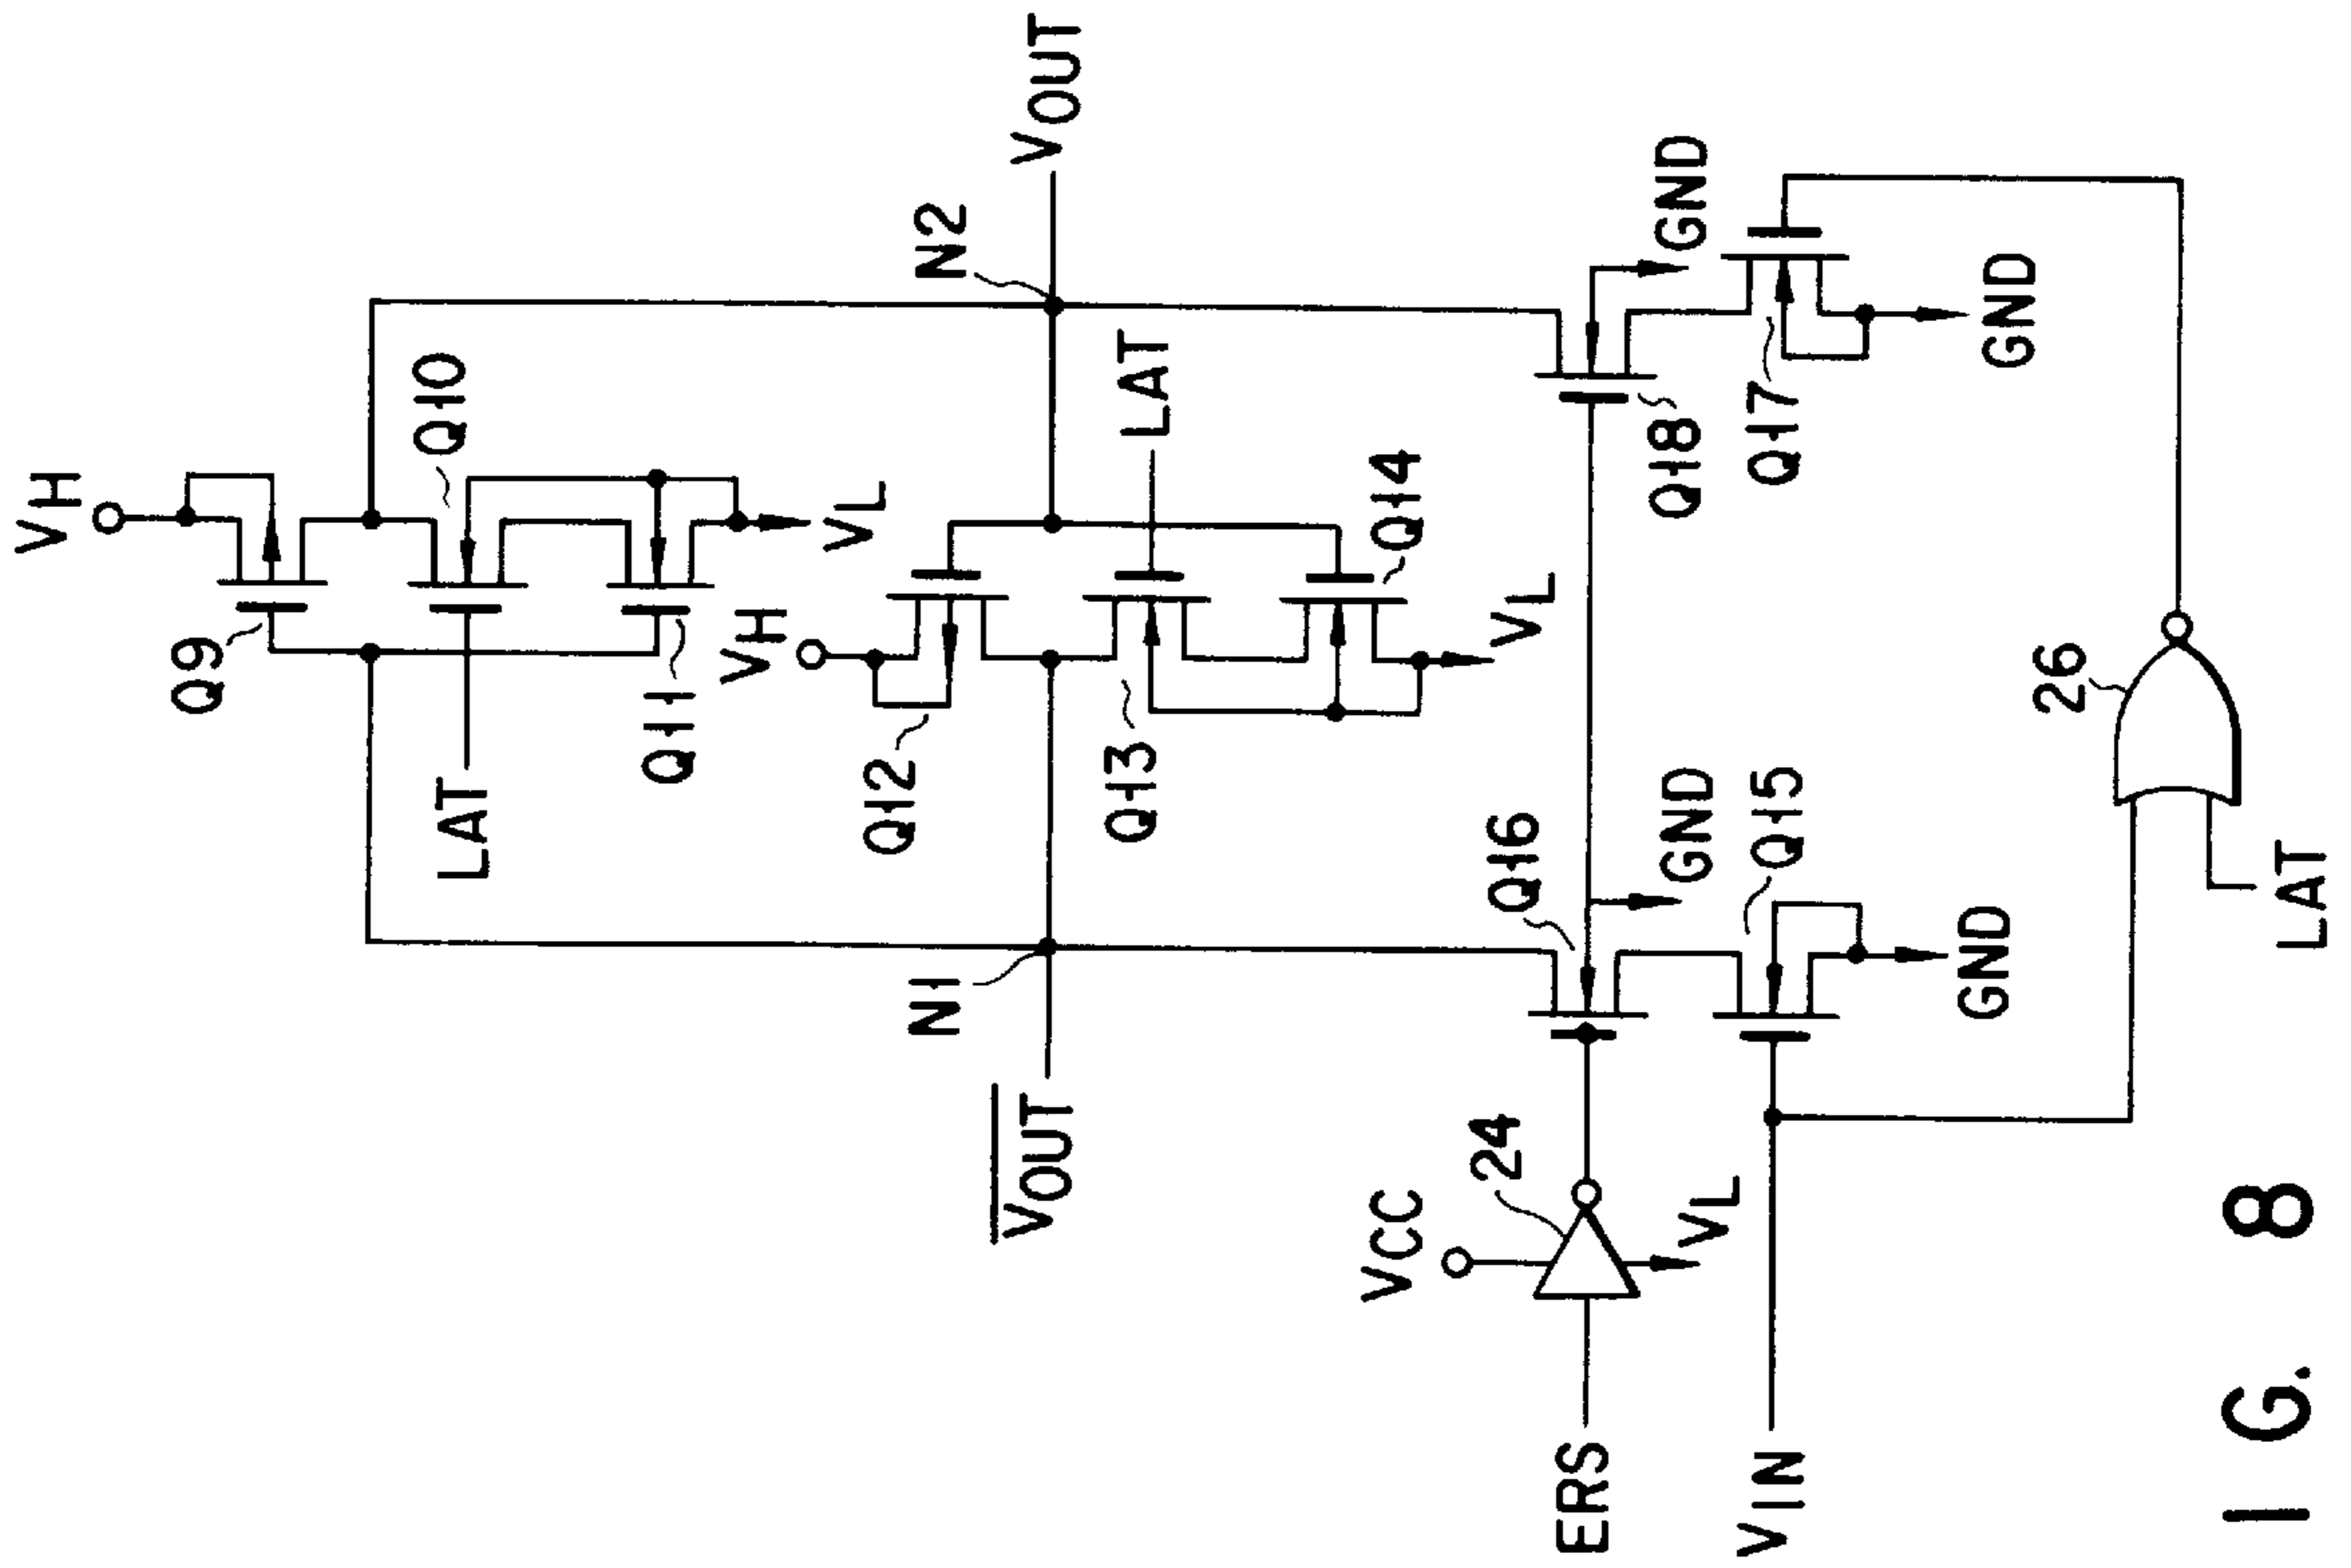 VH
Q9
Q10
LAT
Q11
VL
VH
Q12
N1
N2
V̅O̅U̅T̅
VOUT
Q13
LAT
Q14
VL
VCC
24
Q16
ERS
VL
GND
Q18
GND
VIN
Q15
Q17
GND
GND
26
LAT
I G. 8